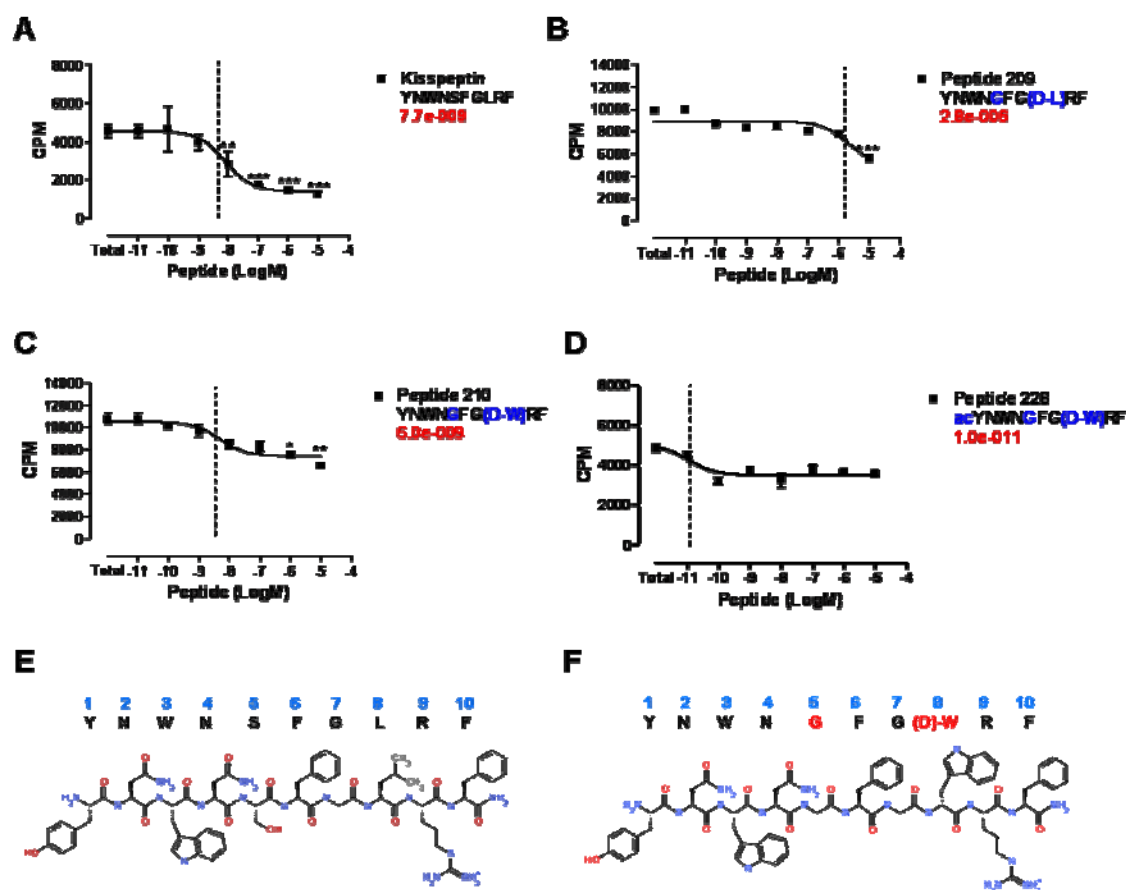 A
8000
6000
4000
2000
0
CPM
Total -11 -10 -9 -8 -7 -6 -5 -4
Peptide (LogM)
** *** *** ***
Kisspeptin
YNWNSFGLRF
B
14000
12000
10000
8000
6000
4000
2000
0
CPM
Total -11 -10 -9 -8 -7 -6 -5 -4
Peptide (LogM)
***
Peptide 209
YNWNGFG(D-L)RF
C
14000
12000
10000
8000
6000
4000
2000
0
CPM
Total -11 -10 -9 -8 -7 -6 -5 -4
Peptide (LogM)
* **
Peptide 210
YNWNGFG(D-W)RF
D
4000
2000
0
CPM
Total -11 -10 -9 -8 -7 -6 -5 -4
Peptide (LogM)
acYNWNGFG(D-W)RF
1.0e-011
E
1 2 3 4 5 6 7 8 9 10
Y N W N S F G L R F
F
1 2 3 4 5 6 7 8 9 10
Y N W N G F G (D)-W R F